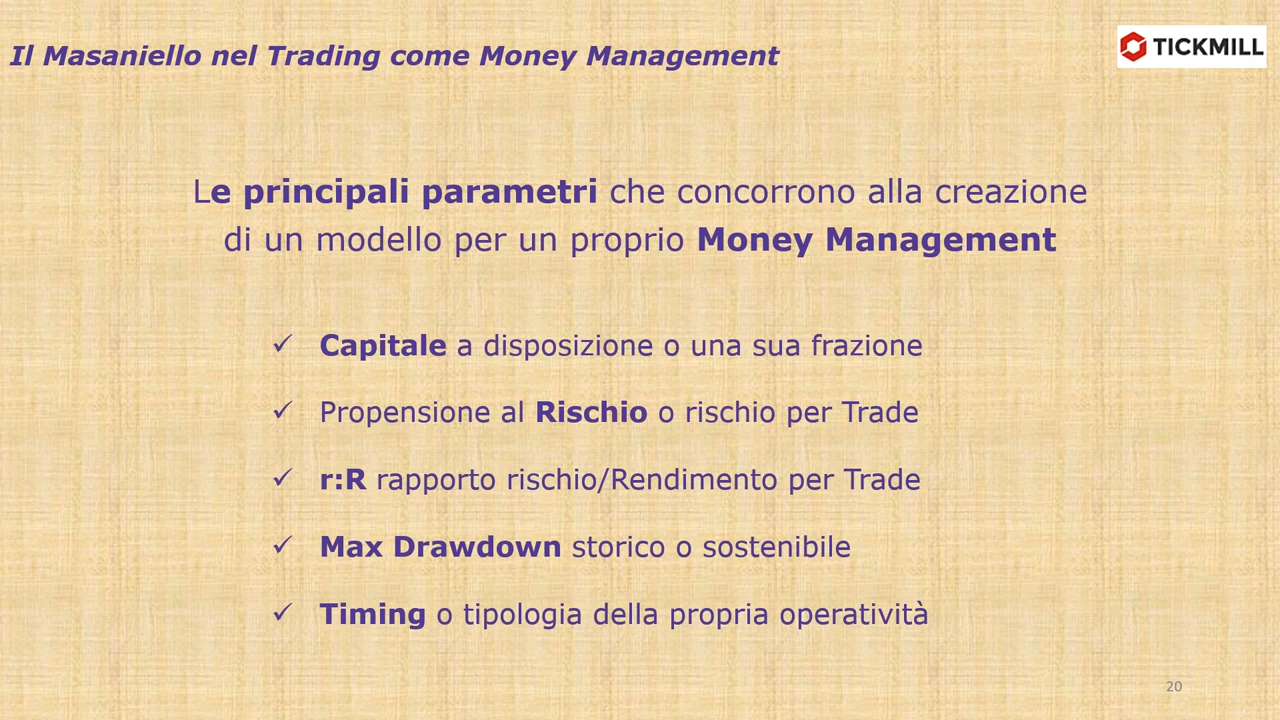 Il Masaniello nel Trading come Money Management
TICKMILL
Le principali parametri che concorrono alla creazione
di un modello per un proprio Money Management
✓ Capitale a disposizione o una sua frazione
✓ Propensione al Rischio o rischio per Trade
✓ r:R rapporto rischio/Rendimento per Trade
✓ Max Drawdown storico o sostenibile
✓ Timing o tipologia della propria operatività
20